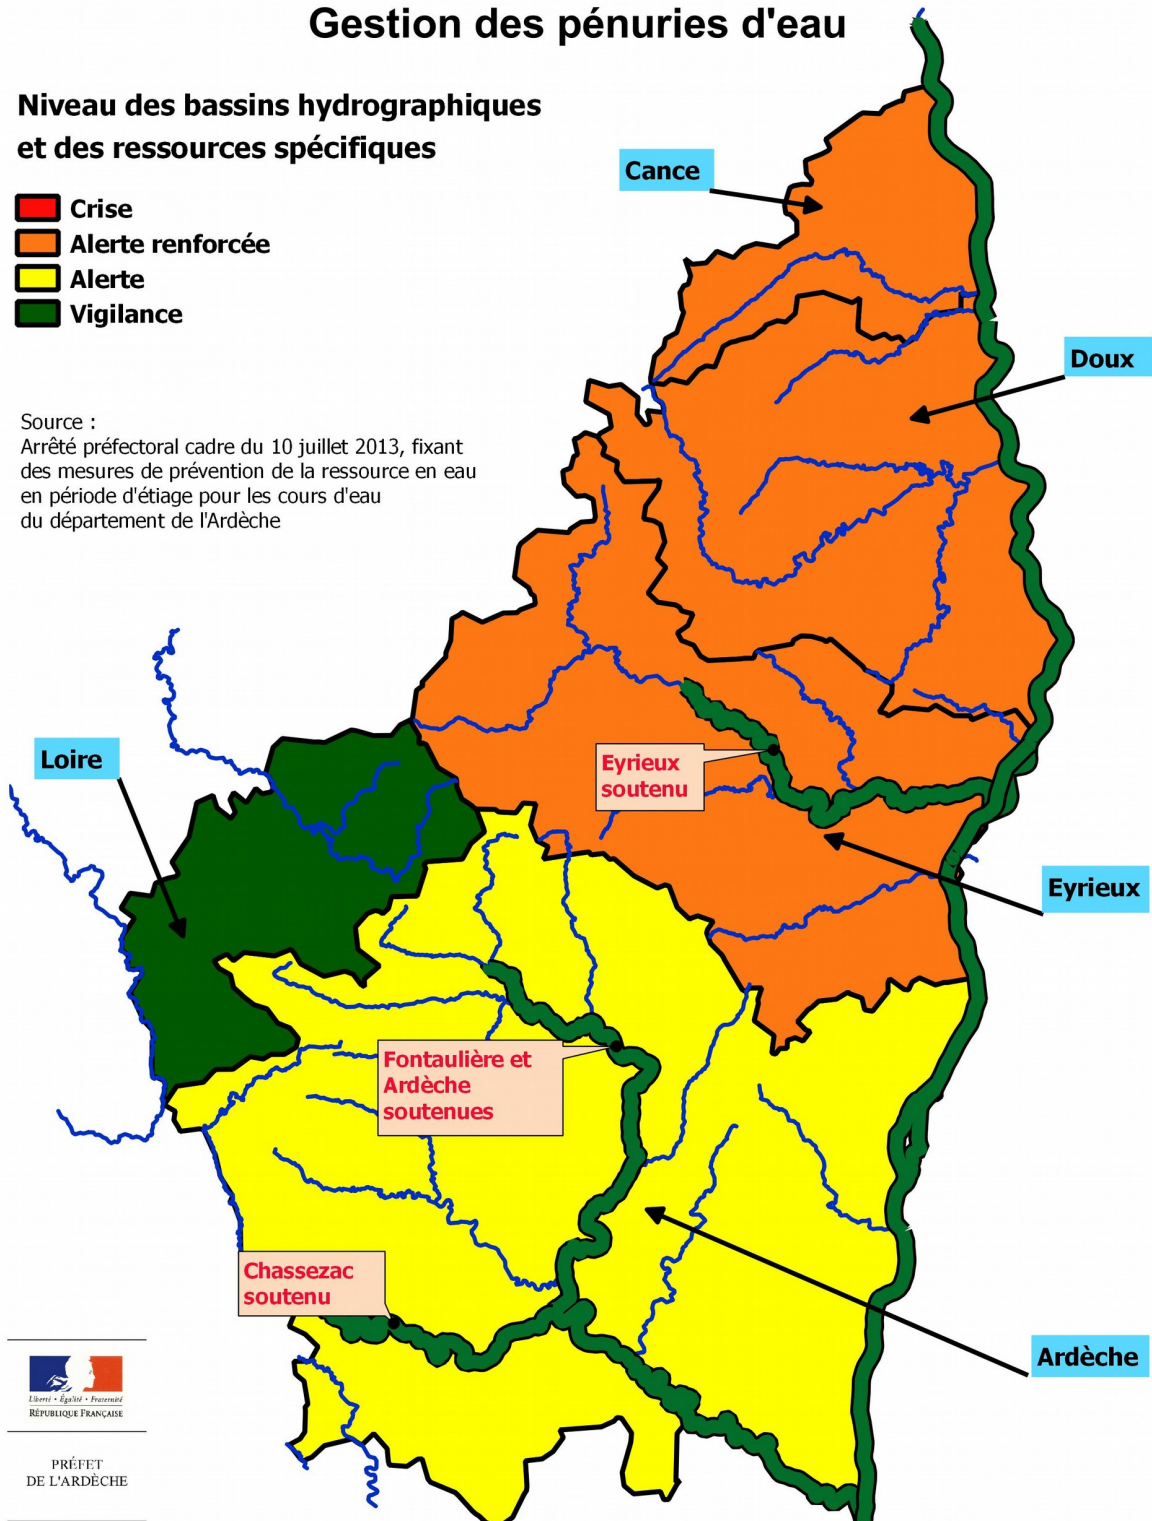 Gestion des pénuries d'eau
Niveau des bassins hydrographiques
et des ressources spécifiques
Crise
Alerte renforcée
Alerte
Vigilance
Source :
Arrêté préfectoral cadre du 10 juillet 2013, fixant
des mesures de prévention de la ressource en eau
en période d'étiage pour les cours d'eau
du département de l'Ardèche
Cance
Doux
Loire
Eyrieux
soutenu
Eyrieux
Fontaulière et
Ardèche
soutenues
Chassezac
soutenu
Ardèche
Liberté • Égalité • Fraternité
RÉPUBLIQUE FRANÇAISE
PRÉFET
DE L'ARDÈCHE